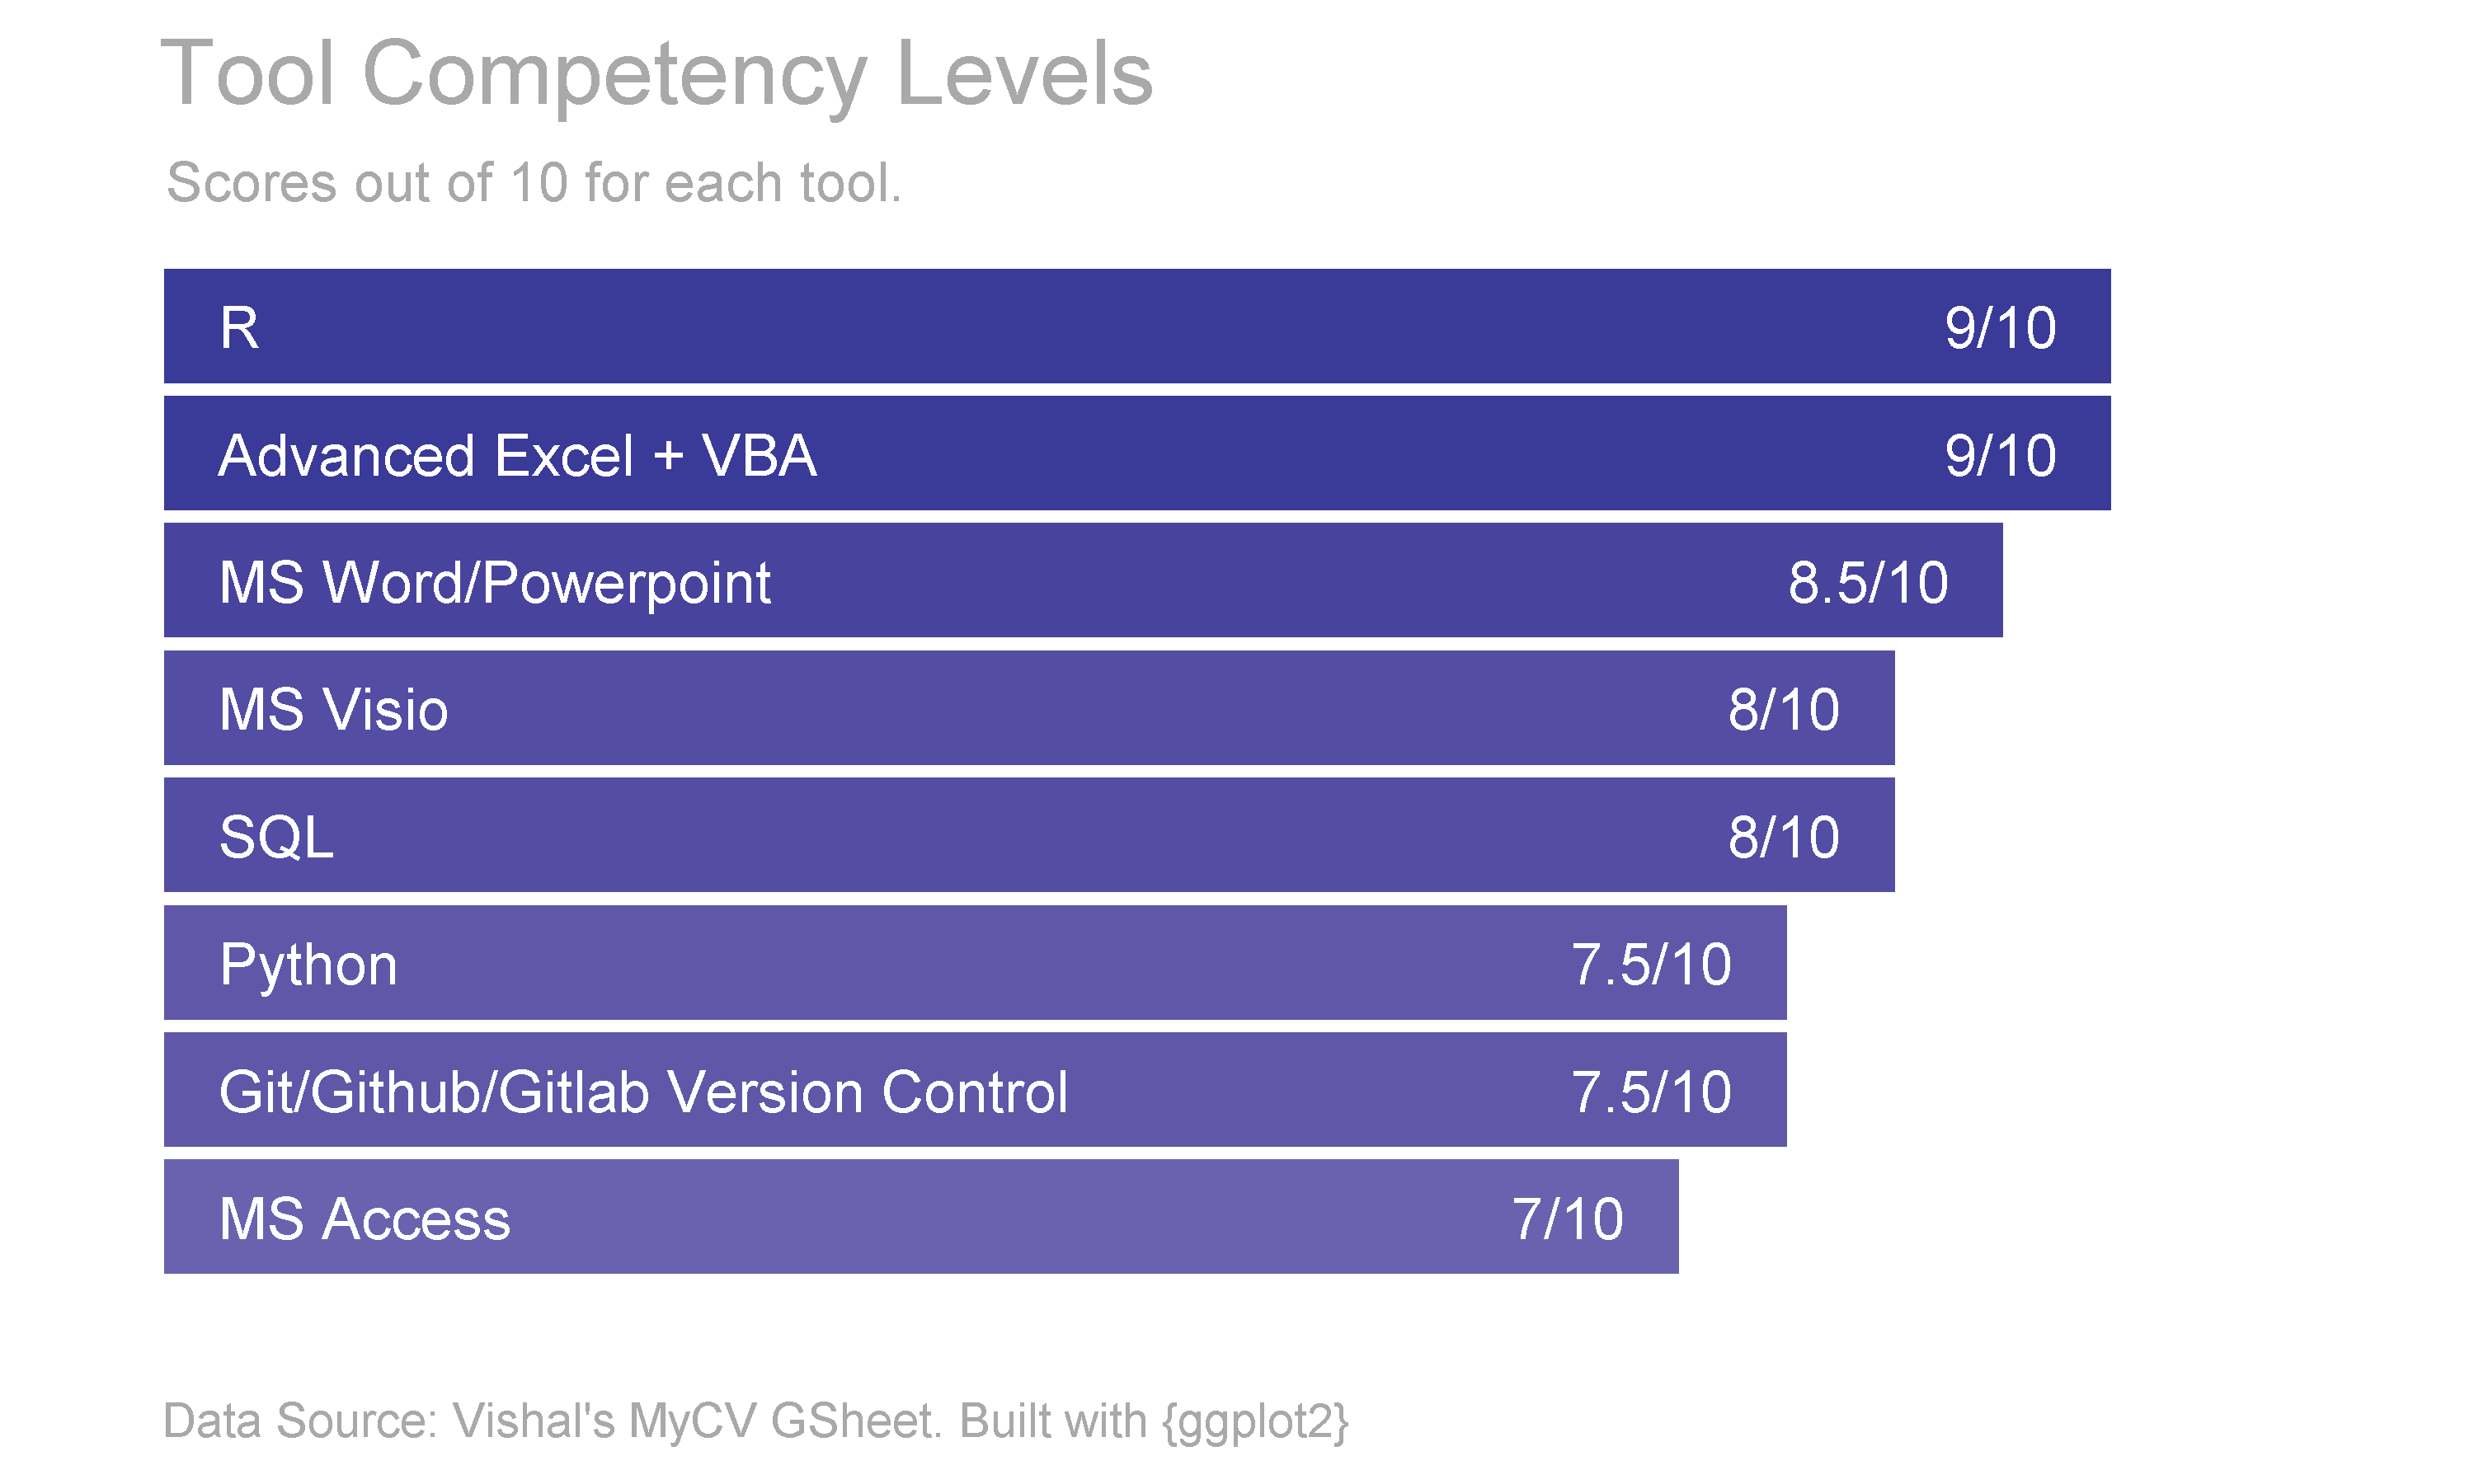 Tool Competency Levels
Scores out of 10 for each tool.
R 9/10
Advanced Excel + VBA 9/10
MS Word/Powerpoint 8.5/10
MS Visio 8/10
SQL 8/10
Python 7.5/10
Git/Github/Gitlab Version Control 7.5/10
MS Access 7/10
Data Source: Vishal's MyCV GSheet. Built with {ggplot2}